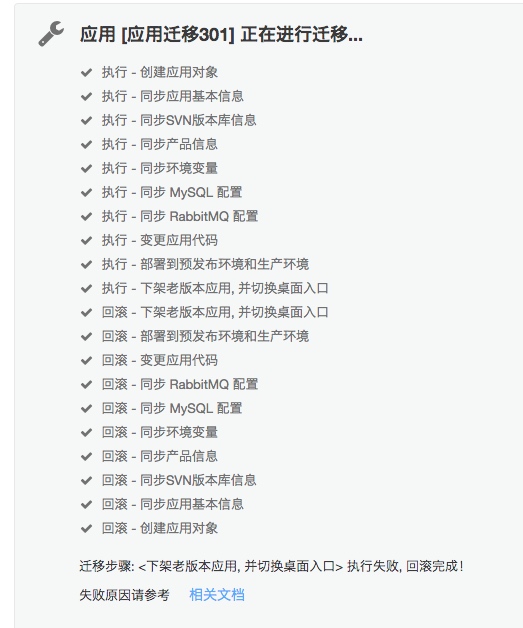 应用 [应用迁移301] 正在进行迁移...
执行 - 创建应用对象
执行 - 同步应用基本信息
执行 - 同步SVN版本库信息
执行 - 同步产品信息
执行 - 同步环境变量
执行 - 同步 MySQL 配置
执行 - 同步 RabbitMQ 配置
执行 - 变更应用代码
执行 - 部署到预发布环境和生产环境
执行 - 下架老版本应用, 并切换桌面入口
回滚 - 下架老版本应用, 并切换桌面入口
回滚 - 部署到预发布环境和生产环境
回滚 - 变更应用代码
回滚 - 同步 RabbitMQ 配置
回滚 - 同步 MySQL 配置
回滚 - 同步环境变量
回滚 - 同步产品信息
回滚 - 同步SVN版本库信息
回滚 - 同步应用基本信息
回滚 - 创建应用对象
迁移步骤: <下架老版本应用, 并切换桌面入口> 执行失败, 回滚完成!
失败原因请参考 相关文档